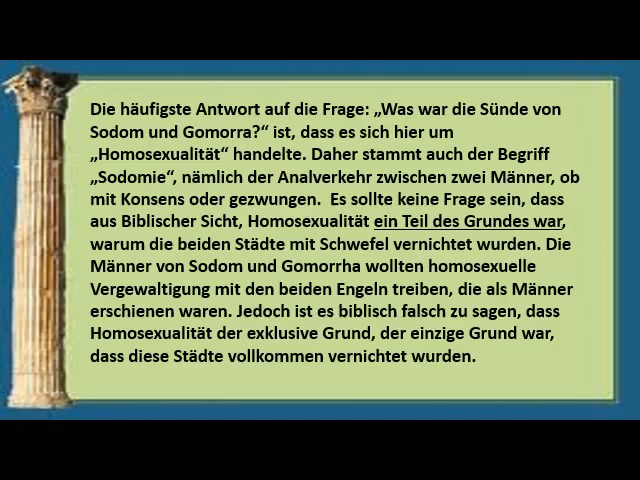 Die häufigste Antwort auf die Frage: „Was war die Sünde von
Sodom und Gomorra?“ ist, dass es sich hier um
„Homosexualität“ handelte. Daher stammt auch der Begriff
„Sodomie“, nämlich der Analverkehr zwischen zwei Männer, ob
mit Konsens oder gezwungen.  Es sollte keine Frage sein, dass
aus Biblischer Sicht, Homosexualität ein Teil des Grundes war,
warum die beiden Städte mit Schwefel vernichtet wurden. Die
Männer von Sodom und Gomorrha wollten homosexuelle
Vergewaltigung mit den beiden Engeln treiben, die als Männer
erschienen waren. Jedoch ist es biblisch falsch zu sagen, dass
Homosexualität der exklusive Grund, der einzige Grund war,
dass diese Städte vollkommen vernichtet wurden.